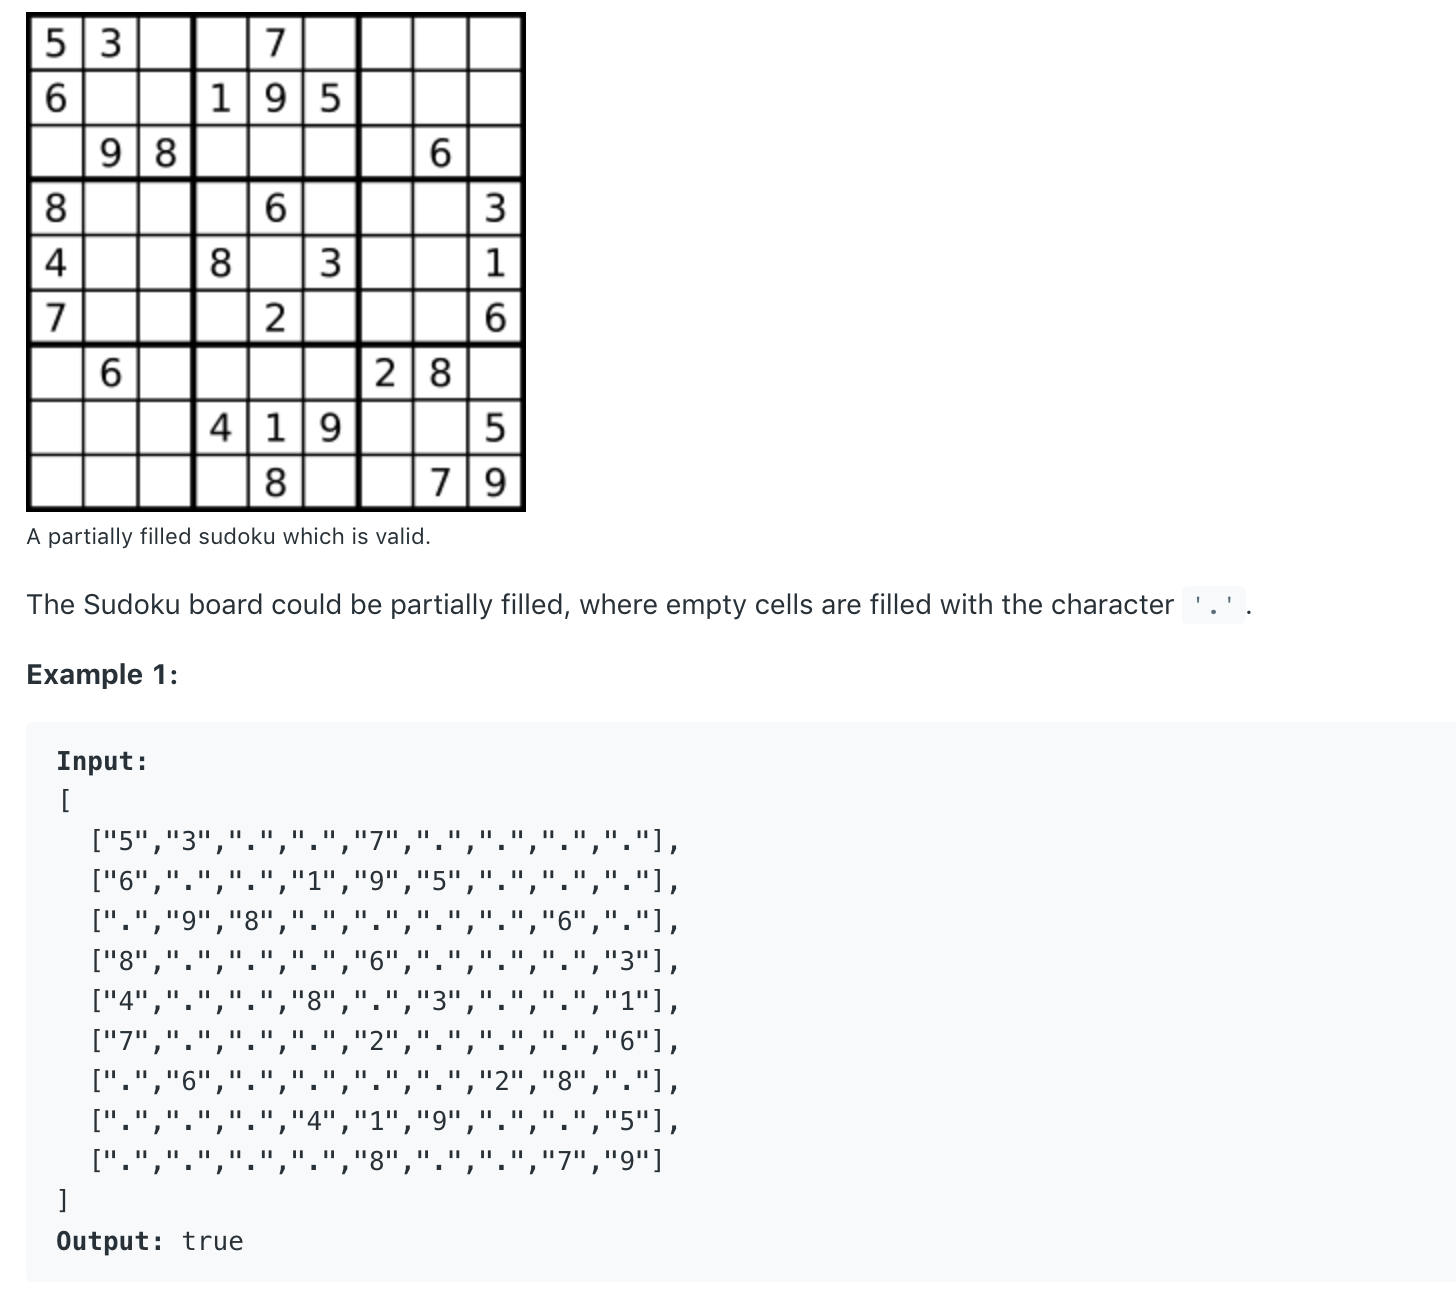 5 3 7
6 1 9 5
9 8 6
8 6 3
4 8 3 1
7 2 6
6 2 8
4 1 9 5
8 7 9
A partially filled sudoku which is valid.
The Sudoku board could be partially filled, where empty cells are filled with the character '.'.
Example 1:
Input:
[
["5","3",".",".","7",".",".",".","."],
["6",".",".","1","9","5",".",".","."],
[".","9","8",".",".",".",".","6","."],
["8",".",".",".","6",".",".",".","3"],
["4",".",".","8",".","3",".",".","1"],
["7",".",".",".","2",".",".",".","6"],
[".","6",".",".",".",".","2","8","."],
[".",".",".","4","1","9",".",".","5"],
[".",".",".",".","8",".",".","7","9"]
]
Output: true